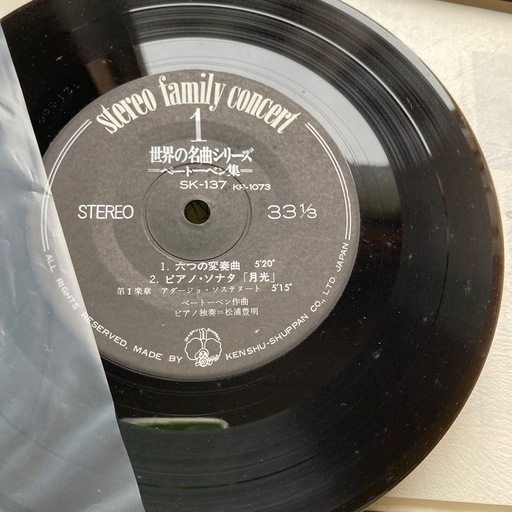 stereo family concert
1
世界の名曲シリーズ
=ベートーベン集=
SK-137 KR-1073
STEREO 33 1/3
1. 六つの変奏曲 5'20"
2. ピアノ・ソナタ「月光」
第1楽章 アダージョ・ソステヌート 5'15"
ベートーベン作曲
ピアノ独奏=松浦豊明
ALL RIGHTS RESERVED. MADE BY KENSHU-SHUPPAN CO., LTD. JAPAN